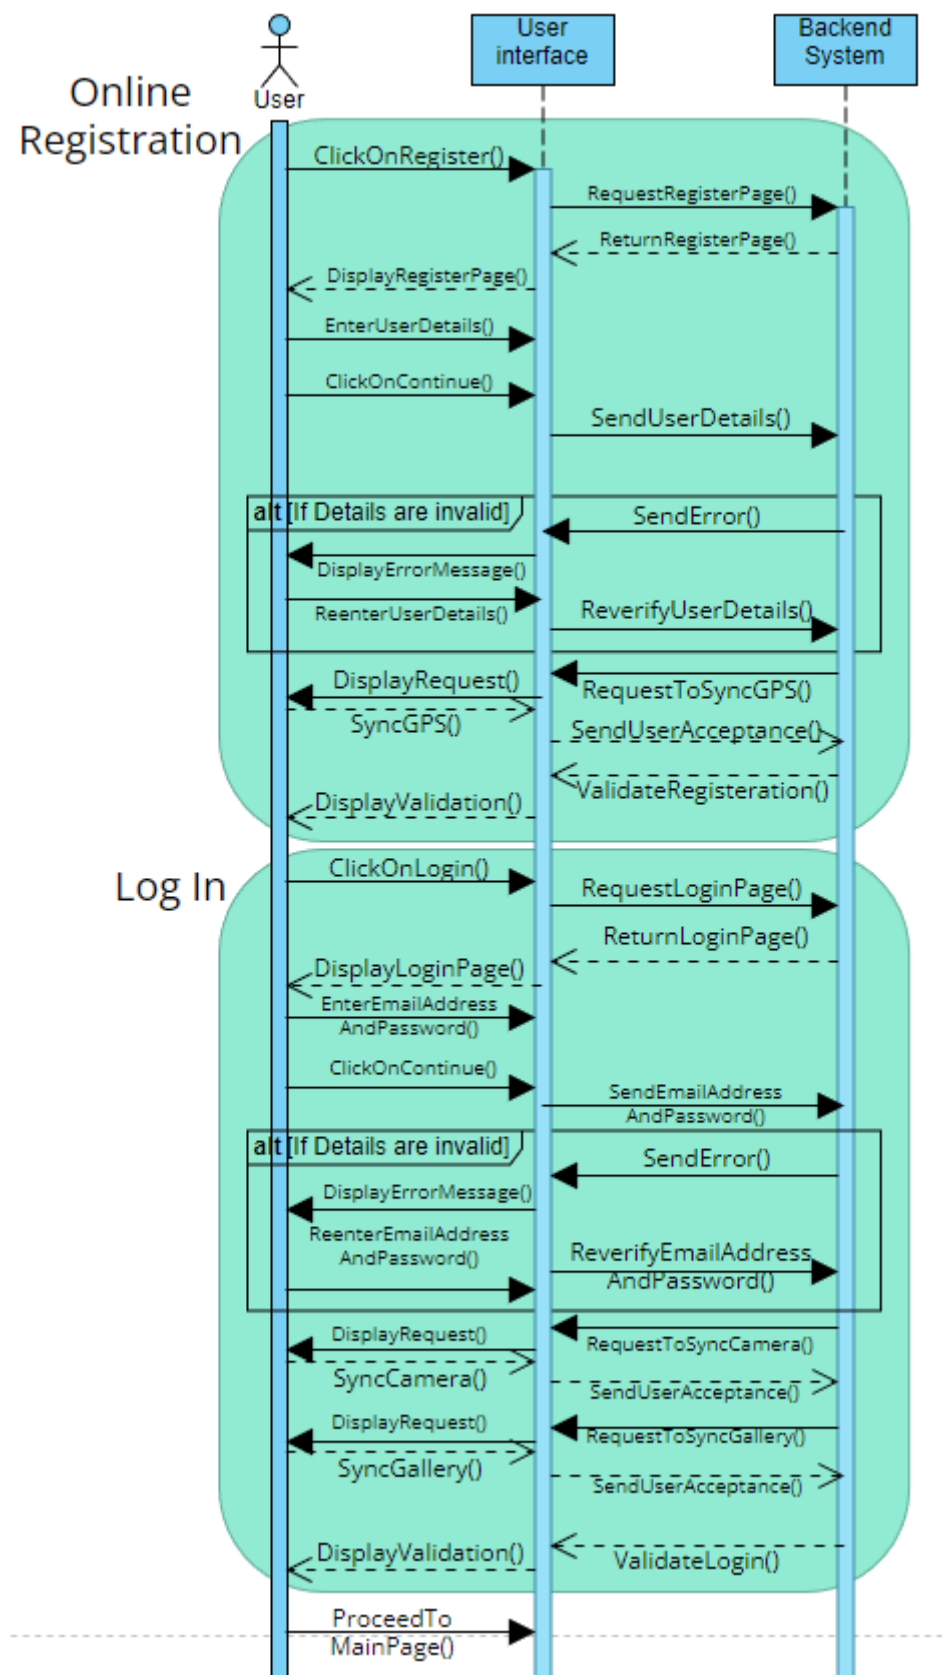 User
interface
Backend
System
User
Online
Registration
ClickOnRegister()
RequestRegisterPage()
ReturnRegisterPage()
DisplayRegisterPage()
EnterUserDetails()
ClickOnContinue()
SendUserDetails()
alt [If Details are invalid]
SendError()
DisplayErrorMessage()
ReenterUserDetails()
ReverifyUserDetails()
DisplayRequest()
RequestToSyncGPS()
SyncGPS()
SendUserAcceptance()
ValidateRegisteration()
DisplayValidation()
Log In
ClickOnLogin()
RequestLoginPage()
ReturnLoginPage()
DisplayLoginPage()
EnterEmailAddress
AndPassword()
ClickOnContinue()
SendEmailAddress
AndPassword()
alt [If Details are invalid]
SendError()
DisplayErrorMessage()
ReenterEmailAddress
AndPassword()
ReverifyEmailAddress
AndPassword()
DisplayRequest()
RequestToSyncCamera()
SyncCamera()
SendUserAcceptance()
DisplayRequest()
RequestToSyncGallery()
SyncGallery()
SendUserAcceptance()
DisplayValidation()
ValidateLogin()
ProceedTo
MainPage()